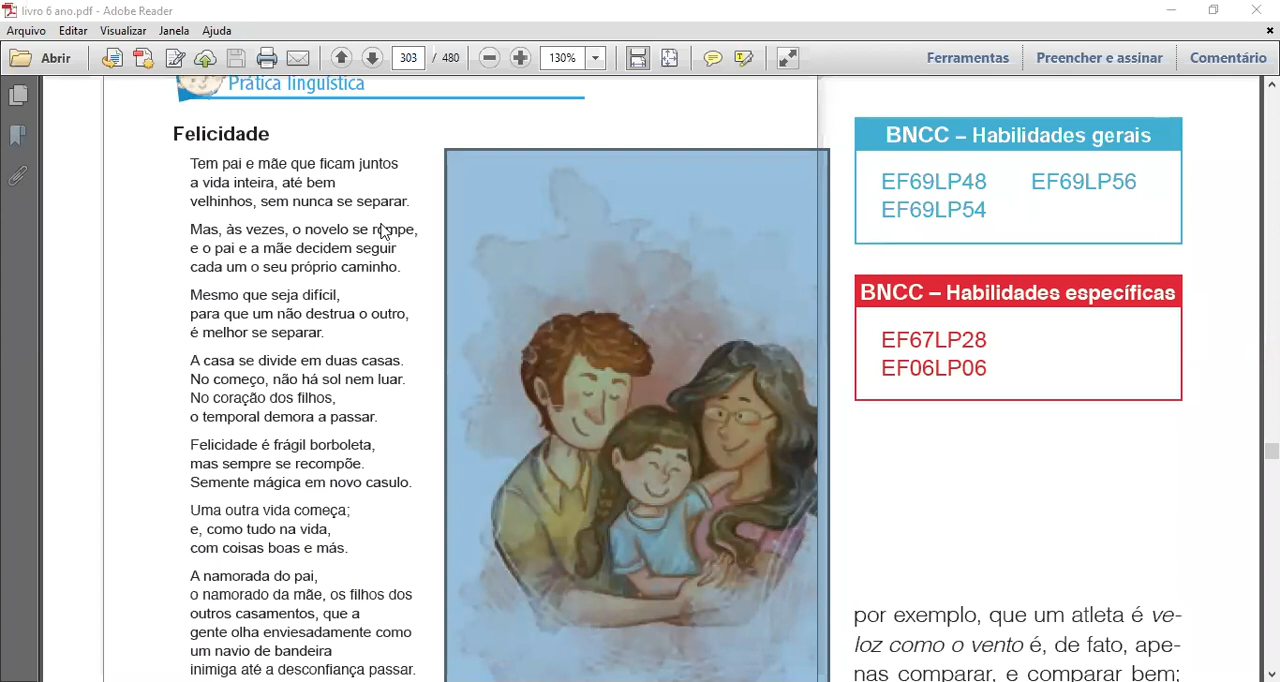 livro 6 ano.pdf - Adobe Reader
Arquivo Editar Visualizar Janela Ajuda
Abrir 303 / 480 130% Ferramentas Preencher e assinar Comentário
Prática linguística
Felicidade
Tem pai e mãe que ficam juntos
a vida inteira, até bem
velhinhos, sem nunca se separar.
Mas, às vezes, o novelo se rompe,
e o pai e a mãe decidem seguir
cada um o seu próprio caminho.
Mesmo que seja difícil,
para que um não destrua o outro,
é melhor se separar.
A casa se divide em duas casas.
No começo, não há sol nem luar.
No coração dos filhos,
o temporal demora a passar.
Felicidade é frágil borboleta,
mas sempre se recompõe.
Semente mágica em novo casulo.
Uma outra vida começa;
e, como tudo na vida,
com coisas boas e más.
A namorada do pai,
o namorado da mãe, os filhos dos
outros casamentos, que a
gente olha enviesadamente como
um navio de bandeira
inimiga até a desconfiança passar.
BNCC – Habilidades gerais
EF69LP48 EF69LP56
EF69LP54
BNCC – Habilidades específicas
EF67LP28
EF06LP06
por exemplo, que um atleta é ve-
loz como o vento é, de fato, ape-
nas comparar, e comparar bem;